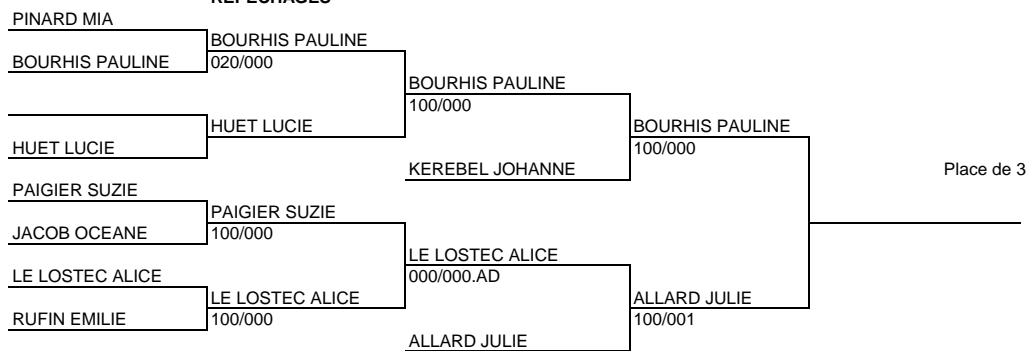 PINARD MIA
BOURHIS PAULINE
BOURHIS PAULINE
020/000
BOURHIS PAULINE
100/000
HUET LUCIE
HUET LUCIE
BOURHIS PAULINE
100/000
KEREBEL JOHANNE
Place de 3
PAIGIER SUZIE
PAIGIER SUZIE
JACOB OCEANE
100/000
LE LOSTEC ALICE
000/000.AD
LE LOSTEC ALICE
LE LOSTEC ALICE
ALLARD JULIE
RUFIN EMILIE
100/000
100/001
ALLARD JULIE